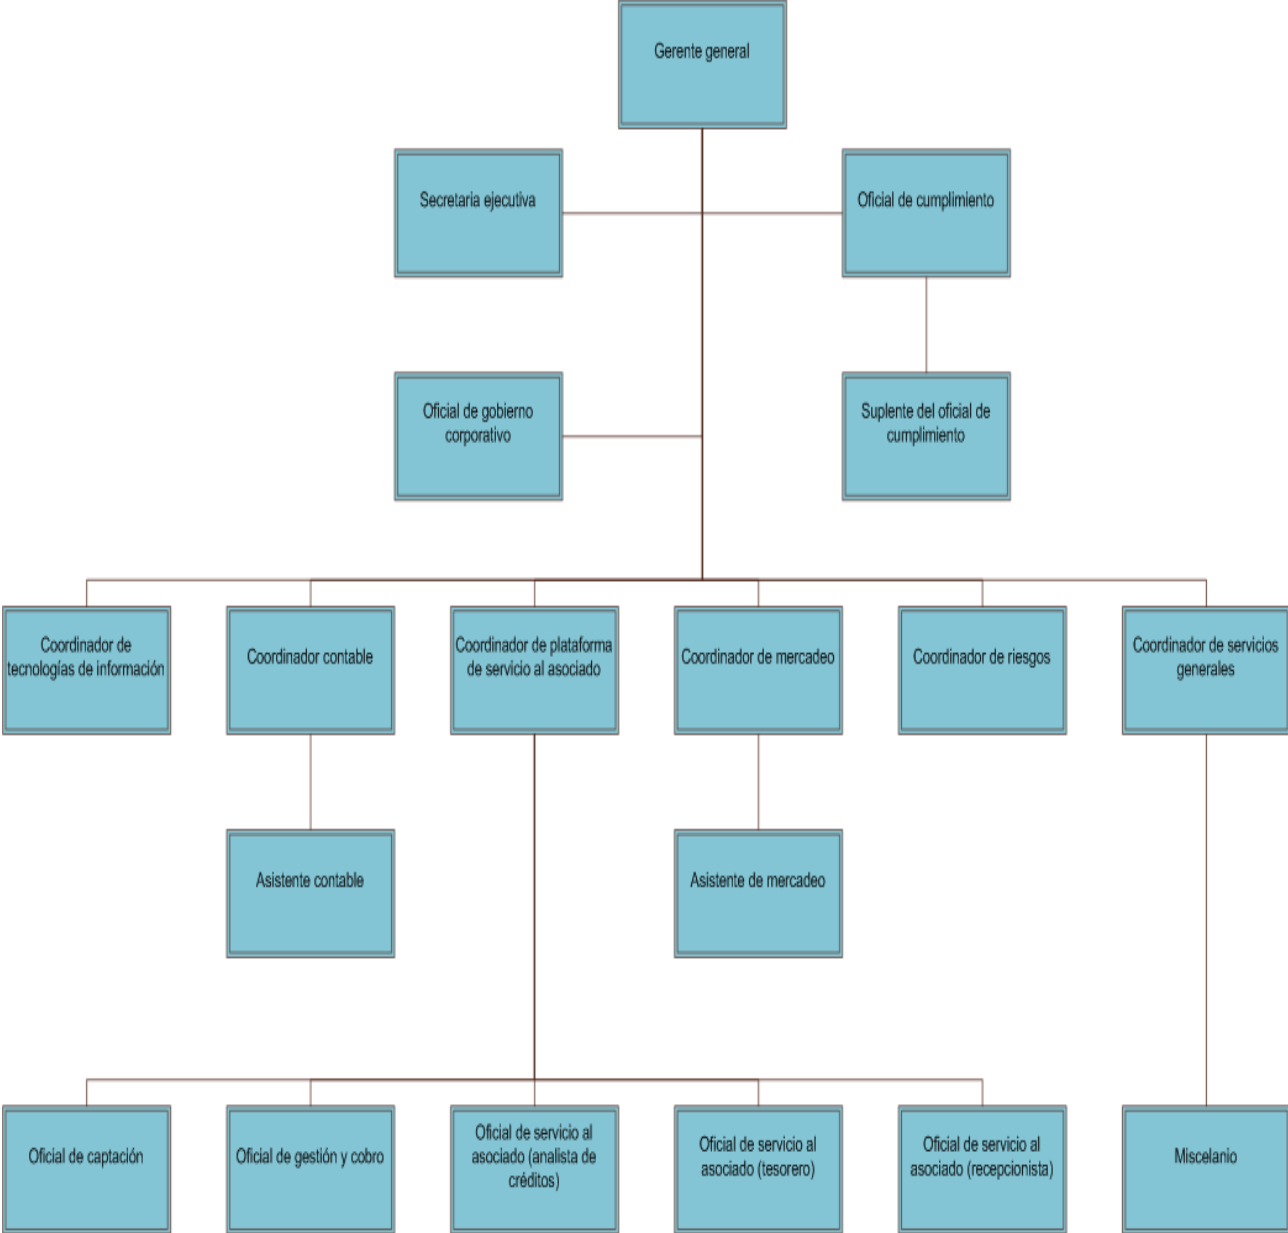 Gerente general
Secretaria ejecutiva
Oficial de cumplimiento
Oficial de gobierno
corporativo
Suplente del oficial de
cumplimiento
Coordinador de
tecnologías de información
Coordinador contable
Coordinador de plataforma
de servicio al asociado
Coordinador de mercadeo
Coordinador de riesgos
Coordinador de servicios
generales
Asistente contable
Asistente de mercadeo
Oficial de captación
Oficial de gestión y cobro
Oficial de servicio al
asociado (analista de
créditos)
Oficial de servicio al
asociado (tesorero)
Oficial de servicio al
asociado (recepcionista)
Miscelanio